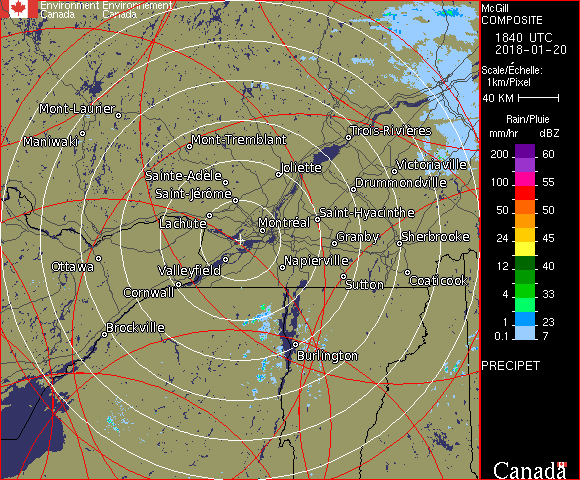 Environment Environnement
Canada Canada
McGill
COMPOSITE
1840 UTC
2018-01-20
Scale/Échelle:
1km/Pixel
40 KM
Rain/Pluie
mm/hr dBZ
200 60
100 55
50 50
24 45
12 40
4 33
1 23
0.1 7
PRECIPET
Canada
Mont-Laurier
Maniwaki
Mont-Tremblant
Trois-Rivières
Joliette
Victoriaville
Sainte-Adèle
Drummondville
Saint-Jérôme
Saint-Hyacinthe
Lachute
Montréal
Granby
Sherbrooke
Ottawa
Valleyfield
Napierville
Cornwall
Sutton
Coaticook
Brockville
Burlington